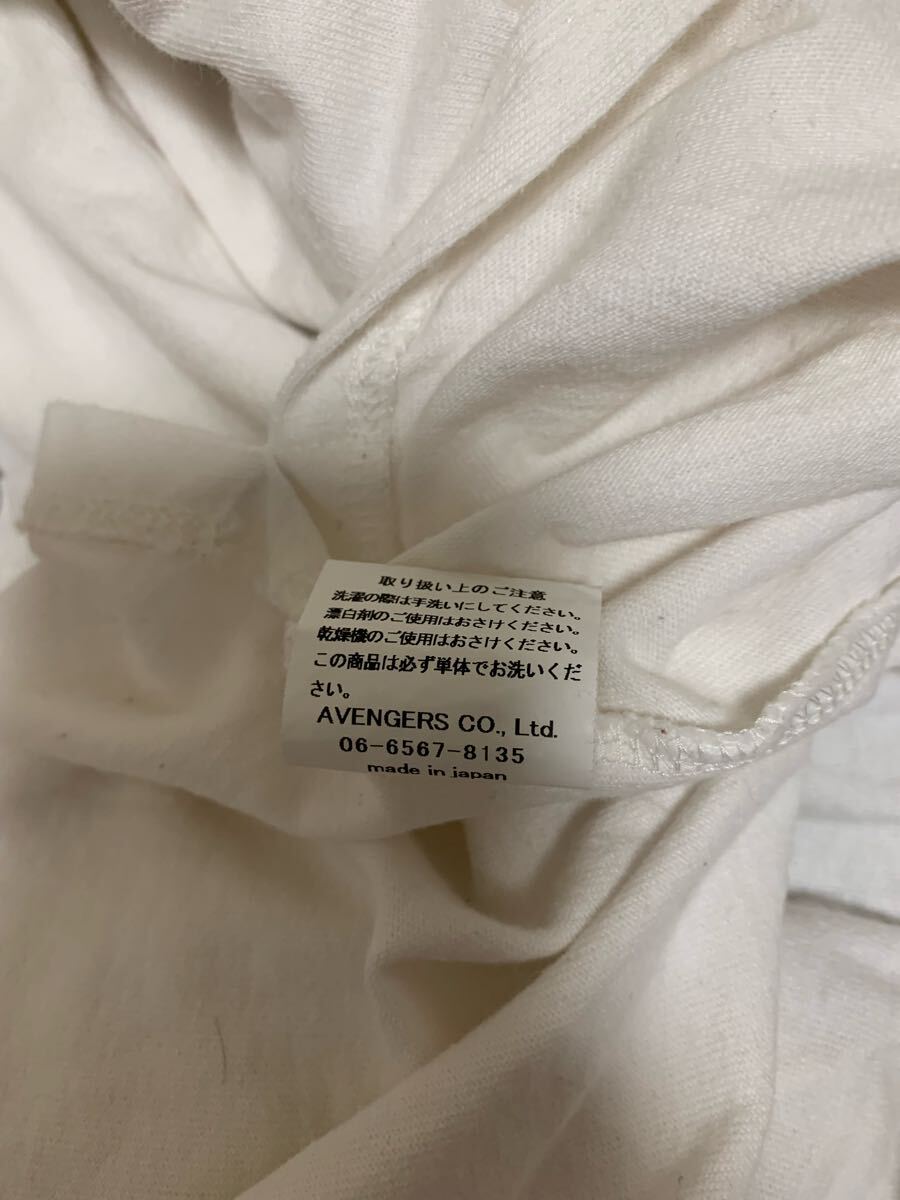 取り扱い上のご注意
洗濯の際は手洗いにしてください。
漂白剤のご使用はおさけください。
乾燥機のご使用はおさけください。
この商品は必ず単体でお洗いくだ
さい。
AVENGERS CO., Ltd.
06-6567-8135
made in japan